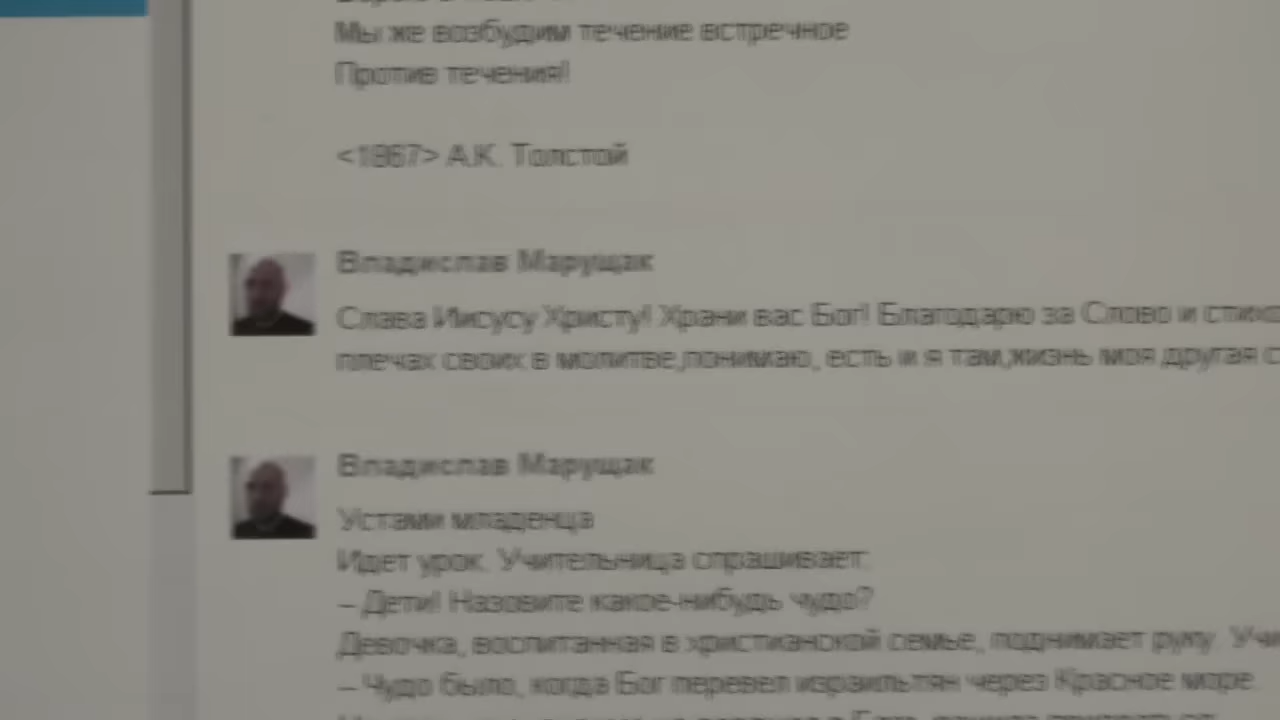 Мы же возбудим течение встречное
Против течения!
<1867> А.К. Толстой
Владислав Марущак
Слава Иисусу Христу! Храни вас Бог! Благодарю за Слово и
плечах своих в молитве,понимаю, есть и я там,жизнь моя другая
Владислав Марущак
Устами младенца
Идет урок. Учительница спрашивает:
– Дети! Назовите какое-нибудь чудо?
Девочка, воспитанная в христианской семье, поднимает руку.
– Чудо было, когда Бог перевел израильтян через Красное море.